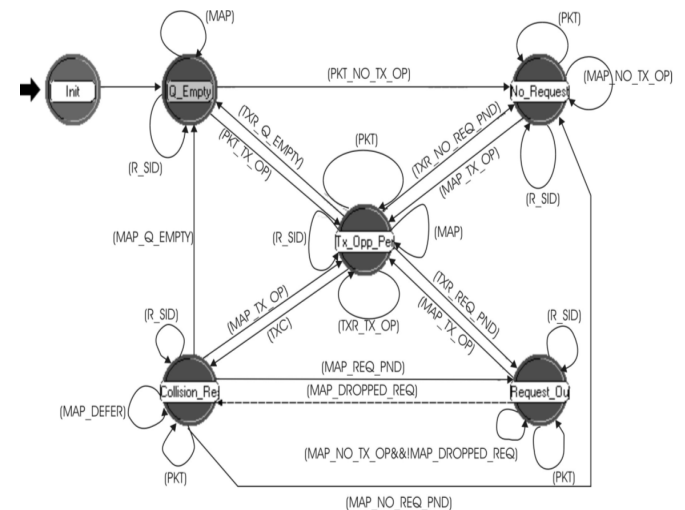 (MAP)
(PKT)
Init
Q_Empty
(PKT_NO_TX_OP)
No_Request
(MAP_NO_TX_OP)
(R_SID)
(TXR_Q_EMPTY)
(PKT_TX_OP)
(PKT)
(TXR_NO_REQ_PND)
(MAP_TX_OP)
(R_SID)
(MAP_Q_EMPTY)
(R_SID)
Tx_Opp_Per
(MAP)
(MAP_TX_OP)
(TXC)
(TXR_TX_OP)
(TXR_REQ_PND)
(MAP_TX_OP)
(R_SID)
(R_SID)
(MAP_REQ_PND)
Collision_Re
(MAP_DROPPED_REQ)
Request_Ou
(MAP_DEFER)
(PKT)
(MAP_NO_TX_OP&&!MAP_DROPPED_REQ)
(PKT)
(MAP_NO_REQ_PND)